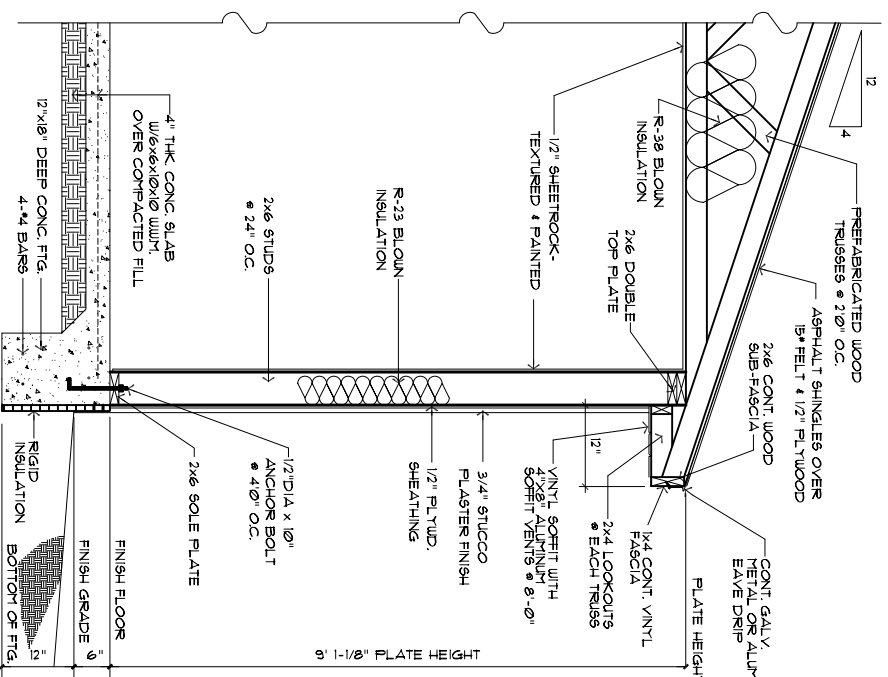 12
4
PREFABRICATED WOOD
TRUSSES @ 2'0" O.C.
ASPHALT SHINGLES OVER
15# FELT & 1/2" PLYWOOD
2x6 CONT. WOOD
SUB-FASCIA
CONT. GALV.
METAL OR ALUM
EAVE DRIP
PLATE HEIGHT
R-38 BLOWN
INSULATION
1/2" SHEETROCK-
TEXTURED & PAINTED
2x6 DOUBLE
TOP PLATE
12"
1x4 CONT. VINYL
FASCIA
2x4 LOOKOUTS
@ EACH TRUSS
VINYL SOFFIT WITH
4"x8" ALUMINUM
SOFFIT VENTS @ 8'-0"
3/4" STUCCO
PLASTER FINISH
1/2" PLYWD.
SHEATHING
R-23 BLOWN
INSULATION
2x6 STUDS
@ 24" O.C.
4" THK. CONC. SLAB
W/6x6x10x10 WWM.
OVER COMPACTED FILL
12"x18" DEEP CONC. FTG.
4-#4 BARS
1/2"DIA x 10"
ANCHOR BOLT
@ 4'0" O.C.
2x6 SOLE PLATE
RIGID
INSULATION
FINISH FLOOR
FINISH GRADE
BOTTOM OF FTG.
9' 1-1/8" PLATE HEIGHT
6"
12"